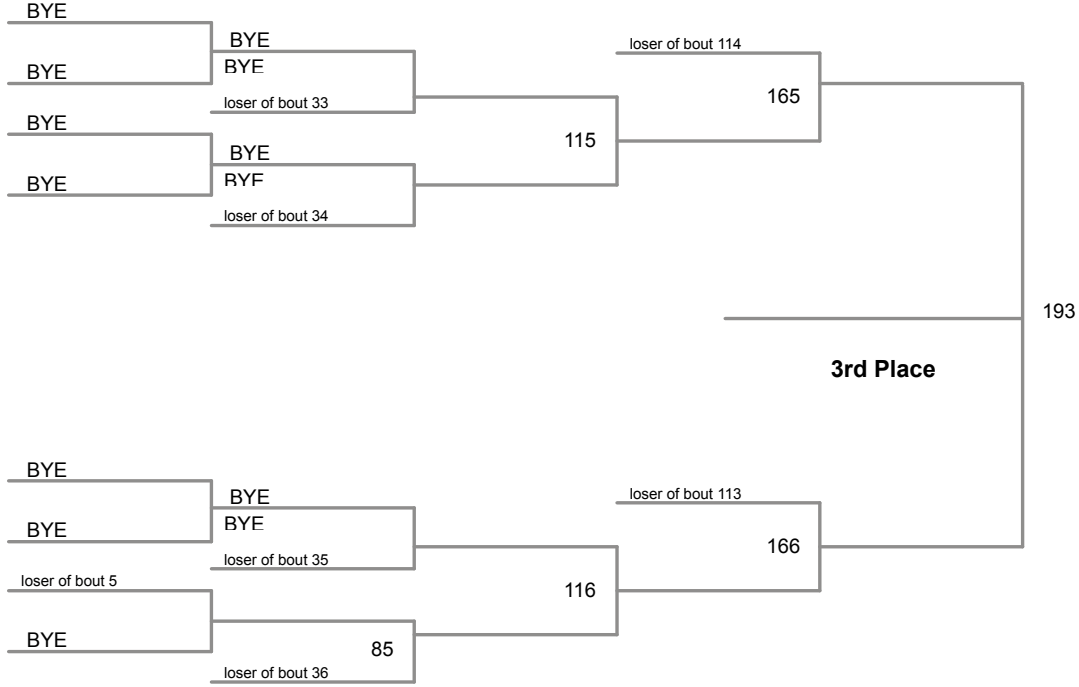 BYE
BYE
BYE
loser of bout 114
BYE
loser of bout 33
165
BYE
115
BYE
BYE
BYE
loser of bout 34
193
3rd Place
BYE
BYE
loser of bout 113
BYE
BYE
loser of bout 35
166
loser of bout 5
116
BYE
85
loser of bout 36